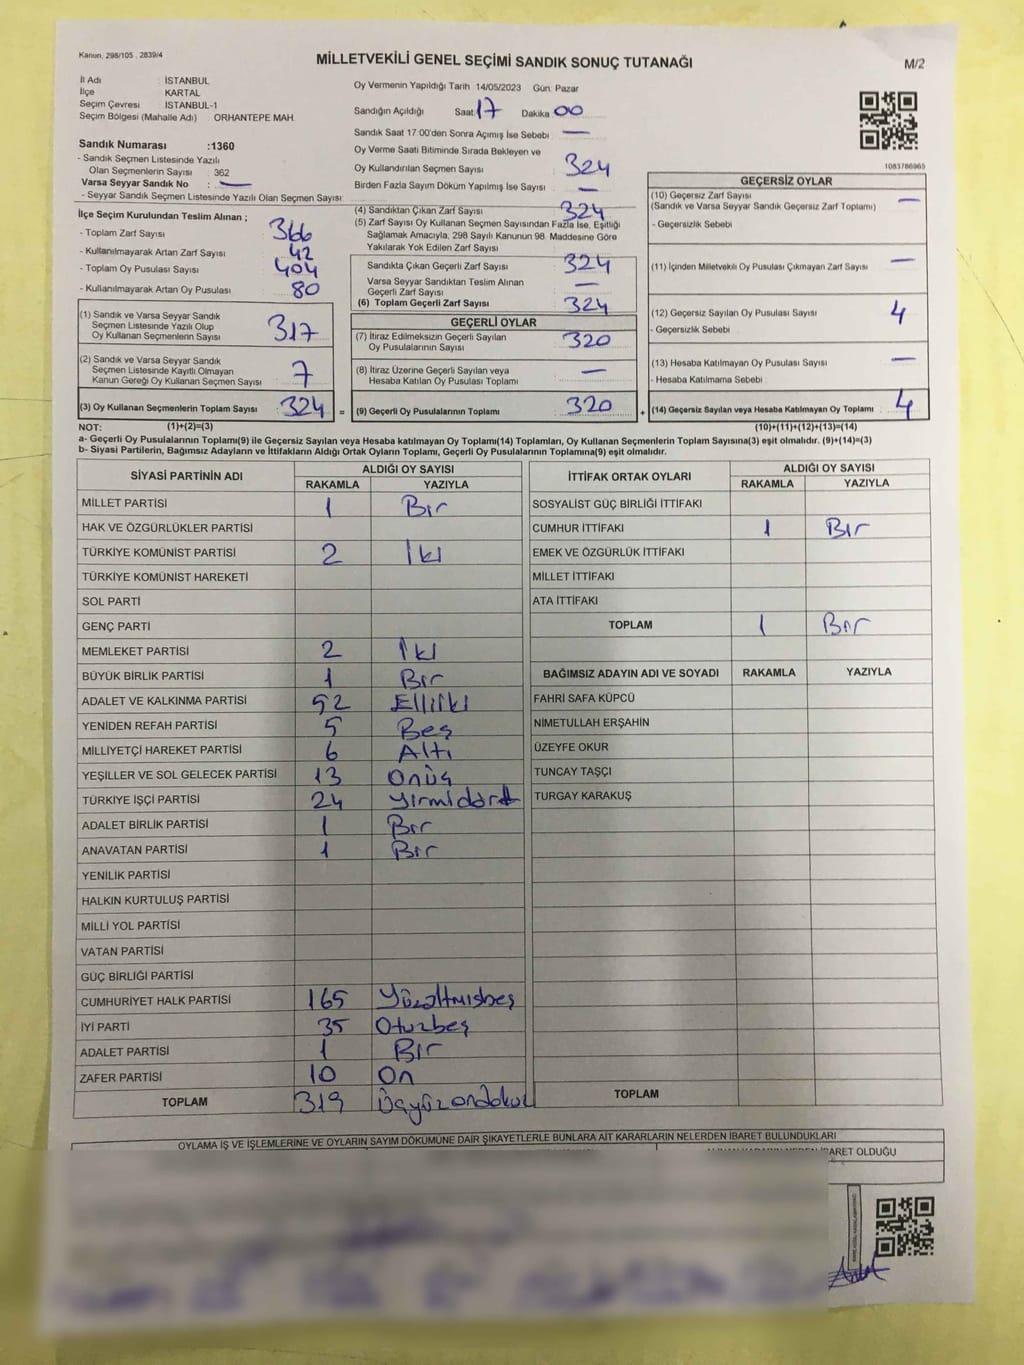 Kanun, 298/105 , 2839/4
MİLLETVEKİLİ GENEL SEÇİMİ SANDIK SONUÇ TUTANAĞI
M/2
İl Adı : İSTANBUL
İlçe : KARTAL
Seçim Çevresi : İSTANBUL-1
Seçim Bölgesi (Mahalle Adı) : ORHANTEPE MAH.
Sandık Numarası :1360
- Sandık Seçmen Listesinde Yazılı
Olan Seçmenlerin Sayısı : 362
Varsa Seyyar Sandık No : —
- Seyyar Sandık Seçmen Listesinde Yazılı Olan Seçmen Sayısı:
İlçe Seçim Kurulundan Teslim Alınan ;
- Toplam Zarf Sayısı : 366
- Kullanılmayarak Artan Zarf Sayısı : 42
- Toplam Oy Pusulası Sayısı : 404
- Kullanılmayarak Artan Oy Pusulası : 80
(1) Sandık ve Varsa Seyyar Sandık
Seçmen Listesinde Yazılı Olup
Oy Kullanan Seçmenlerin Sayısı : 317
(2) Sandık ve Varsa Seyyar Sandık
Seçmen Listesinde Kayıtlı Olmayan
Kanun Gereği Oy Kullanan Seçmen Sayısı : 7
(3) Oy Kullanan Seçmenlerin Toplam Sayısı : 324 =
Oy Vermenin Yapıldığı Tarih : 14/05/2023 Gün: Pazar
Sandığın Açıldığı Saat: 17 Dakika: 00
Sandık Saat 17:00'den Sonra Açılmış İse Sebebi : —
Oy Verme Saati Bitiminde Sırada Bekleyen ve
Oy Kullandırılan Seçmen Sayısı : 324
Birden Fazla Sayım Döküm Yapılmış İse Sayısı : —
(4) Sandıktan Çıkan Zarf Sayısı : 324
(5) Zarf Sayısı Oy Kullanan Seçmen Sayısından Fazla İse, Eşitliği
Sağlamak Amacıyla, 298 Sayılı Kanunun 98. Maddesine Göre
Yakılarak Yok Edilen Zarf Sayısı :
Sandıkta Çıkan Geçerli Zarf Sayısı : 324
Varsa Seyyar Sandıktan Teslim Alınan
Geçerli Zarf Sayısı : —
(6) Toplam Geçerli Zarf Sayısı : 324
GEÇERLİ OYLAR
(7) İtiraz Edilmeksizin Geçerli Sayılan
Oy Pusulalarının Sayısı : 320
(8) İtiraz Üzerine Geçerli Sayılan veya
Hesaba Katılan Oy Pusulası Toplamı : —
(9) Geçerli Oy Pusulalarının Toplamı : 320 +
1083786965
GEÇERSİZ OYLAR
(10) Geçersiz Zarf Sayısı : —
(Sandık ve Varsa Seyyar Sandık Geçersiz Zarf Toplamı)
- Geçersizlik Sebebi :
(11) İçinden Milletvekili Oy Pusulası Çıkmayan Zarf Sayısı : —
(12) Geçersiz Sayılan Oy Pusulası Sayısı : 4
- Geçersizlik Sebebi :
(13) Hesaba Katılmayan Oy Pusulası Sayısı : —
- Hesaba Katılmama Sebebi :
(14) Geçersiz Sayılan veya Hesaba Katılmayan Oy Toplamı : 4
NOT: (1)+(2)=(3) (10)+(11)+(12)+(13)=(14)
a- Geçerli Oy Pusulalarının Toplamı(9) ile Geçersiz Sayılan veya Hesaba katılmayan Oy Toplamı(14) Toplamları, Oy Kullanan Seçmenlerin Toplam Sayısına(3) eşit olmalıdır. (9)+(14)=(3)
b- Siyasi Partilerin, Bağımsız Adayların ve İttifakların Aldığı Ortak Oyların Toplamı, Geçerli Oy Pusulalarının Toplamına(9) eşit olmalıdır.
SİYASİ PARTİNİN ADI ALDIĞI OY SAYISI
RAKAMLA YAZIYLA
MİLLET PARTİSİ 1 Bir
HAK VE ÖZGÜRLÜKLER PARTİSİ
TÜRKİYE KOMÜNİST PARTİSİ 2 İki
TÜRKİYE KOMÜNİST HAREKETİ
SOL PARTİ
GENÇ PARTİ
MEMLEKET PARTİSİ 2 İki
BÜYÜK BİRLİK PARTİSİ 1 Bir
ADALET VE KALKINMA PARTİSİ 52 Elliiki
YENİDEN REFAH PARTİSİ 5 Beş
MİLLİYETÇİ HAREKET PARTİSİ 6 Altı
YEŞİLLER VE SOL GELECEK PARTİSİ 13 Onüç
TÜRKİYE İŞÇİ PARTİSİ 24 Yirmidört
ADALET BİRLİK PARTİSİ 1 Bir
ANAVATAN PARTİSİ 1 Bir
YENİLİK PARTİSİ
HALKIN KURTULUŞ PARTİSİ
MİLLİ YOL PARTİSİ
VATAN PARTİSİ
GÜÇ BİRLİĞİ PARTİSİ
CUMHURİYET HALK PARTİSİ 165 Yüzaltmışbeş
İYİ PARTİ 35 Otuzbeş
ADALET PARTİSİ 1 Bir
ZAFER PARTİSİ 10 On
TOPLAM 319 Üçyüzondokuz
İTTİFAK ORTAK OYLARI ALDIĞI OY SAYISI
RAKAMLA YAZIYLA
SOSYALİST GÜÇ BİRLİĞİ İTTİFAKI
CUMHUR İTTİFAKI 1 Bir
EMEK VE ÖZGÜRLÜK İTTİFAKI
MİLLET İTTİFAKI
ATA İTTİFAKI
TOPLAM 1 Bir
BAĞIMSIZ ADAYIN ADI VE SOYADI RAKAMLA YAZIYLA
FAHRİ SAFA KÜPCÜ
NİMETULLAH ERŞAHİN
ÜZEYFE OKUR
TUNCAY TAŞÇI
TURGAY KARAKUŞ
TOPLAM
OYLAMA İŞ VE İŞLEMLERİNE VE OYLARIN SAYIM DÖKÜMÜNE DAİR ŞİKAYETLERLE BUNLARA AİT KARARLARIN NELERDEN İBARET BULUNDUKLARI
OLDUĞU